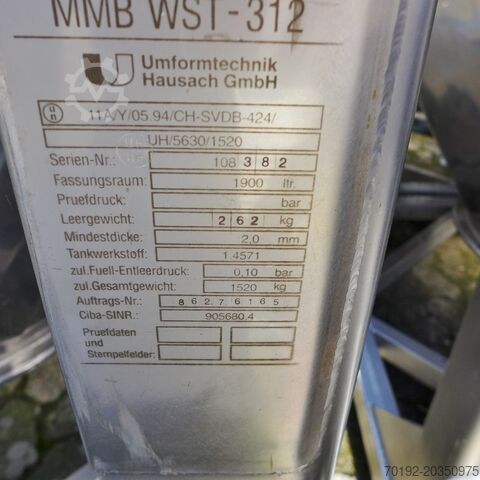 MMB WST-312
Umformtechnik
Hausach GmbH
un 11A/Y/05.94/CH-SVDB-424/
UH/5630/1520
Serien-Nr.: 108 382
Fassungsraum: 1900 ltr.
Pruefdruck: bar
Leergewicht: 262 kg
Mindestdicke: 2,0 mm
Tankwerkstoff: 1.4571
zul.Fuell-Entleerdruck: 0,10 bar
zul.Gesamtgewicht: 1520 kg
Auftrags-Nr.: 86276165
Ciba-SINR.: 905680.4
Pruefdaten
und
Stempelfelder:
70192-20350975